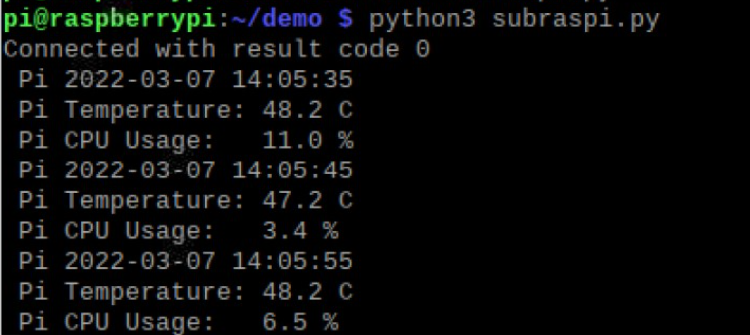 pi@raspberrypi:~/demo $ python3 subraspi.py
Connected with result code 0
Pi 2022-03-07 14:05:35
Pi Temperature: 48.2 C
Pi CPU Usage:   11.0 %
Pi 2022-03-07 14:05:45
Pi Temperature: 47.2 C
Pi CPU Usage:   3.4 %
Pi 2022-03-07 14:05:55
Pi Temperature: 48.2 C
Pi CPU Usage:   6.5 %